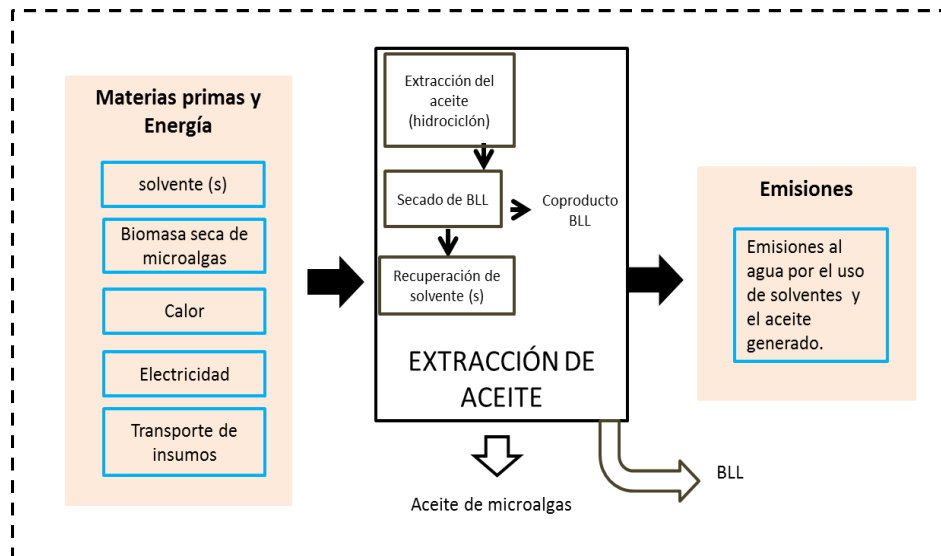 Materias primas y
Energía
solvente (s)
Biomasa seca de
microalgas
Calor
Electricidad
Transporte de
insumos
Extracción del
aceite
(hidrociclón)
Secado de BLL
Coproducto
BLL
Recuperación de
solvente (s)
EXTRACCIÓN DE
ACEITE
Aceite de microalgas
BLL
Emisiones
Emisiones al
agua por el uso
de solventes y
el aceite
generado.